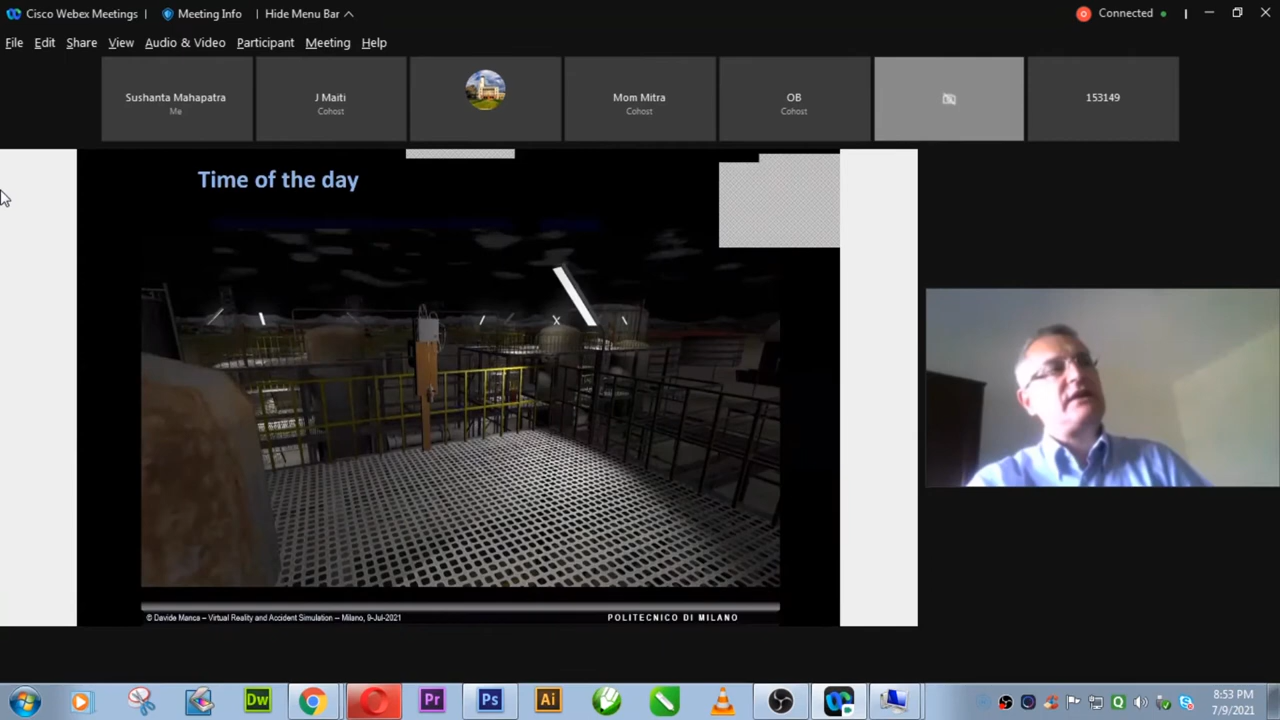 Cisco Webex Meetings | Meeting Info | Hide Menu Bar
Connected
File Edit Share View Audio & Video Participant Meeting Help
Sushanta Mahapatra
Me
J Maiti
Cohost
Mom Mitra
Cohost
OB
Cohost
153149
Time of the day
© Davide Manca – Virtual Reality and Accident Simulation – Milano, 9-Jul-2021
POLITECNICO DI MILANO
Dw
Pr
Ps
Ai
Q
8:53 PM
7/9/2021